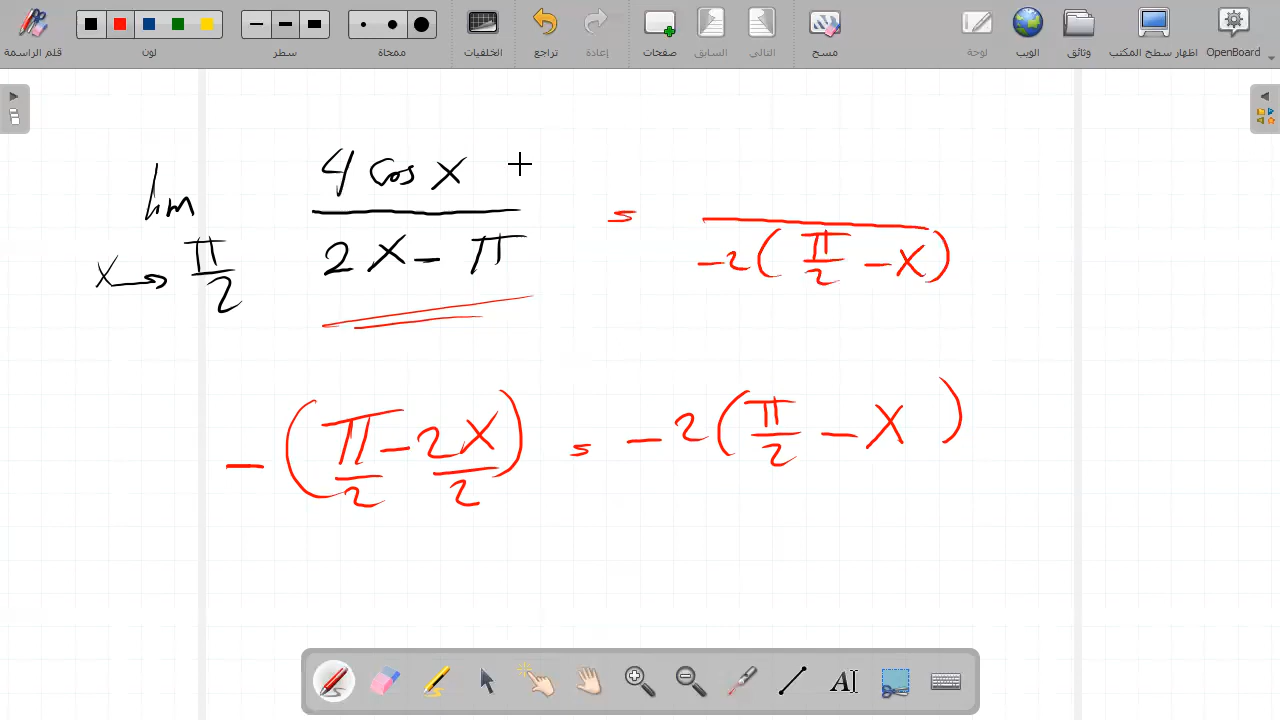 قلم الراسمة لون سطر ممحاة الخلفيات تراجع إعادة صفحات السابق التالي مسح لوحة الويب وثائق اظهار سطح المكتب OpenBoard
lim x→π/2 (4 cos x)/(2x - π) = /(-2(π/2 - x))
-(π/2 - 2x/2) = -2(π/2 - x)